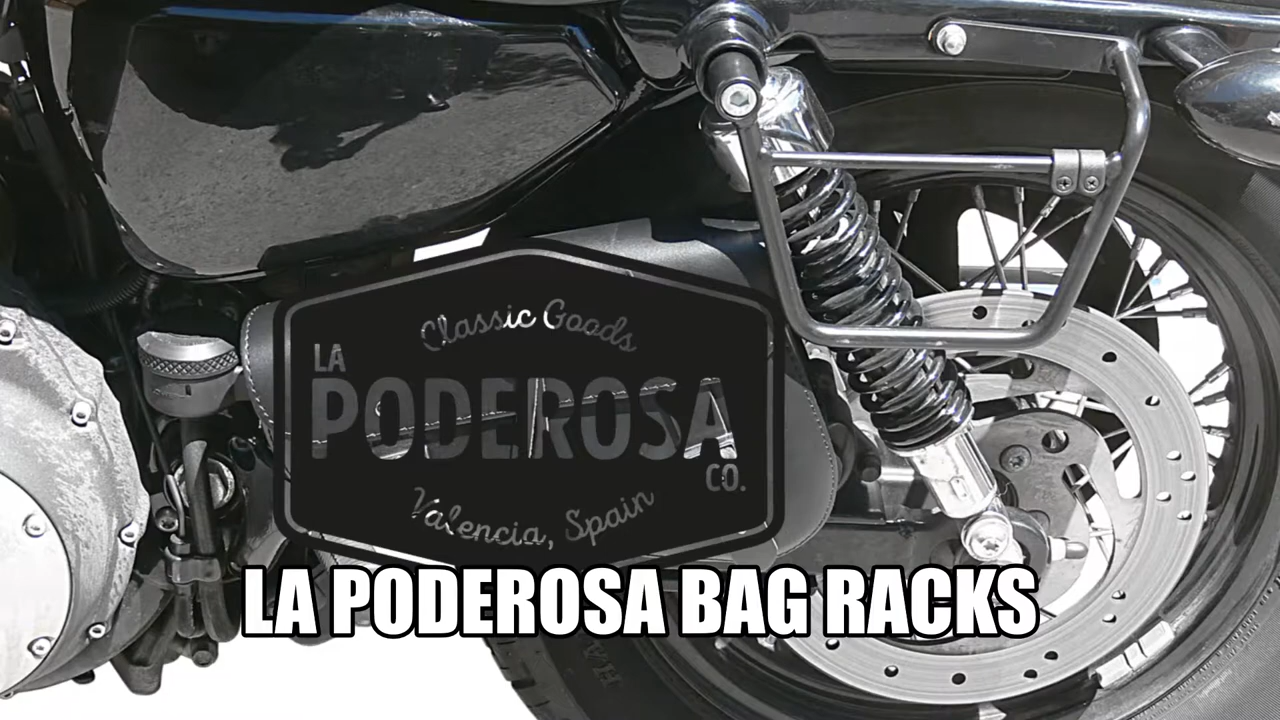 Classic Goods
LA
PODEROSA
CO.
Valencia, Spain
LA PODEROSA BAG RACKS